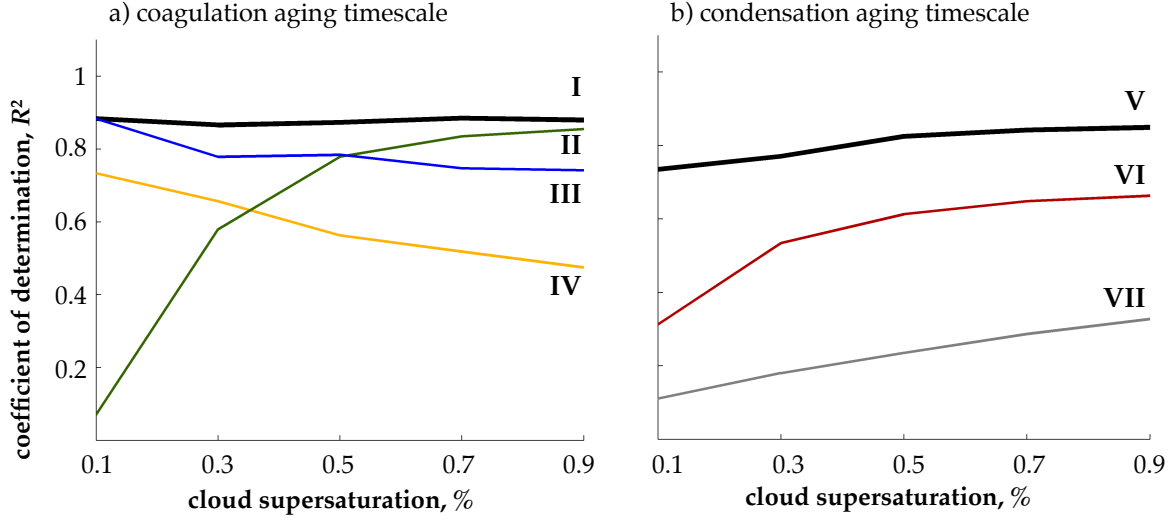 a) coagulation aging timescale
b) condensation aging timescale
coefficient of determination, R²
1
0.8
0.6
0.4
0.2
I
II
III
IV
0.1 0.3 0.5 0.7 0.9
cloud supersaturation, %
V
VI
VII
0.1 0.3 0.5 0.7 0.9
cloud supersaturation, %